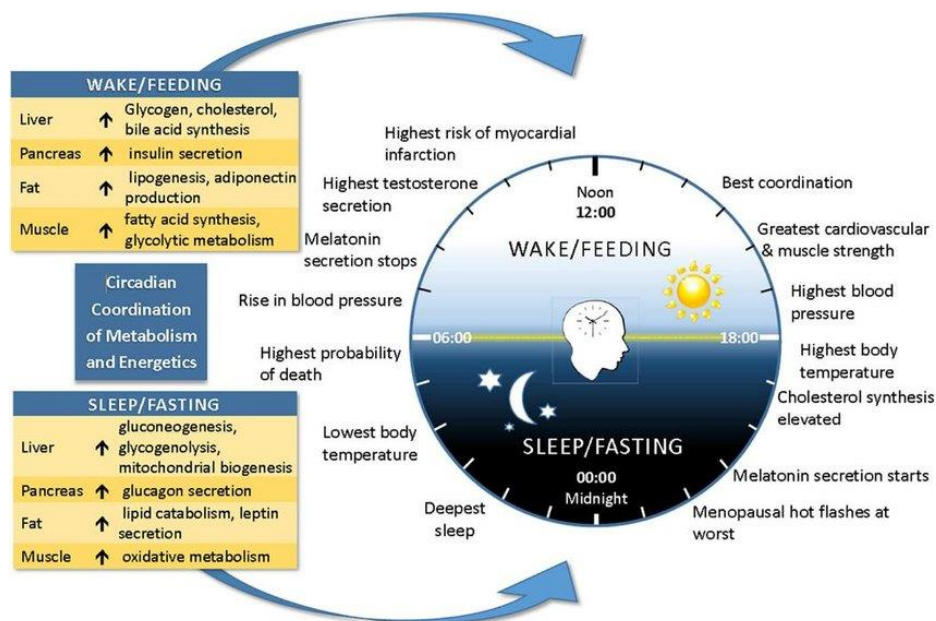 WAKE/FEEDING
Liver ↑ Glycogen, cholesterol,
bile acid synthesis
Pancreas ↑ insulin secretion
Fat ↑ lipogenesis, adiponectin
production
Muscle ↑ fatty acid synthesis,
glycolytic metabolism
Circadian
Coordination
of Metabolism
and Energetics
SLEEP/FASTING
Liver ↑ gluconeogenesis,
glycogenolysis,
mitochondrial biogenesis
Pancreas ↑ glucagon secretion
Fat ↑ lipid catabolism, leptin
secretion
Muscle ↑ oxidative metabolism
Highest risk of myocardial
infarction
Highest testosterone
secretion
Melatonin
secretion stops
Rise in blood pressure
Highest probability
of death
Lowest body
temperature
Deepest
sleep
Noon
12:00
WAKE/FEEDING
06:00
18:00
SLEEP/FASTING
00:00
Midnight
Best coordination
Greatest cardiovascular
& muscle strength
Highest blood
pressure
Highest body
temperature
Cholesterol synthesis
elevated
Melatonin secretion starts
Menopausal hot flashes at
worst